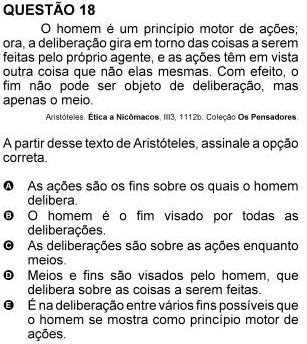 QUESTÃO 18
O homem é um princípio motor de ações;
ora, a deliberação gira em torno das coisas a serem
feitas pelo próprio agente, e as ações têm em vista
outra coisa que não elas mesmas. Com efeito, o
fim não pode ser objeto de deliberação, mas
apenas o meio.
Aristóteles. Ética a Nicômacos, III3, 1112b. Coleção Os Pensadores.
A partir desse texto de Aristóteles, assinale a opção
correta.
A As ações são os fins sobre os quais o homem
delibera.
B O homem é o fim visado por todas as
deliberações.
C As deliberações são sobre as ações enquanto
meios.
D Meios e fins são visados pelo homem, que
delibera sobre as coisas a serem feitas.
E É na deliberação entre vários fins possíveis que
o homem se mostra como princípio motor de
ações.